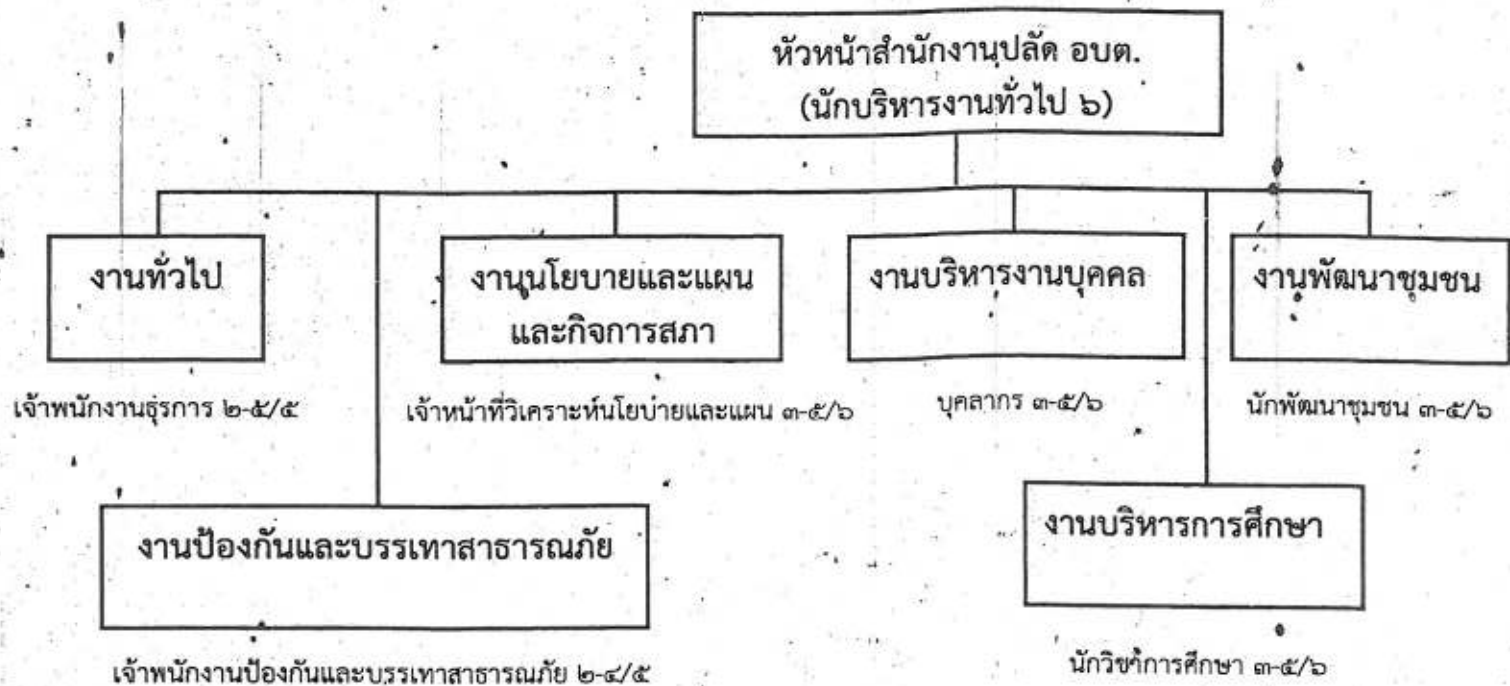 หัวหน้าสำนักงานปลัด อบต.
(นักบริหารงานทั่วไป ๖)
งานทั่วไป
งานนโยบายและแผน
และกิจการสภา
งานบริหารงานบุคคล
งานพัฒนาชุมชน
เจ้าพนักงานธุรการ ๒-๕/๕
เจ้าหน้าที่วิเคราะห์นโยบายและแผน ๓-๕/๖
บุคลากร ๓-๕/๖
นักพัฒนาชุมชน ๓-๕/๖
งานป้องกันและบรรเทาสาธารณภัย
งานบริหารการศึกษา
เจ้าพนักงานป้องกันและบรรเทาสาธารณภัย ๒-๔/๕
นักวิชาการศึกษา ๓-๕/๖